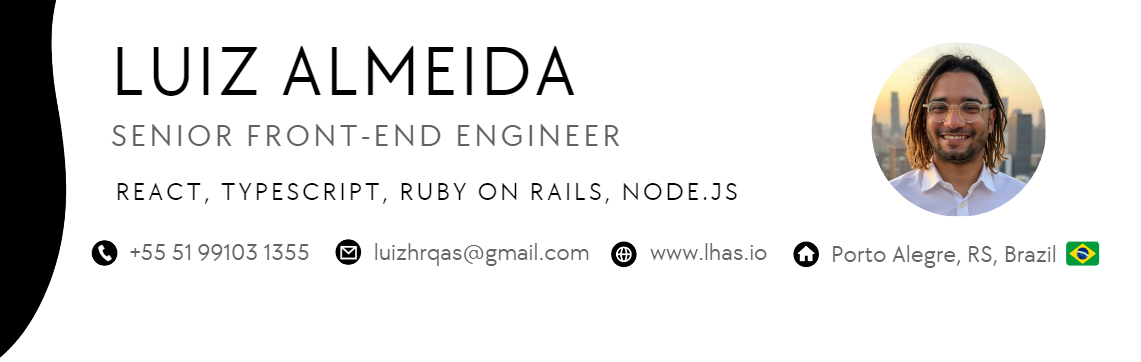 LUIZ ALMEIDA
SENIOR FRONT-END ENGINEER
REACT, TYPESCRIPT, RUBY ON RAILS, NODE.JS
+55 51 99103 1355 luizhrqas@gmail.com www.lhas.io Porto Alegre, RS, Brazil